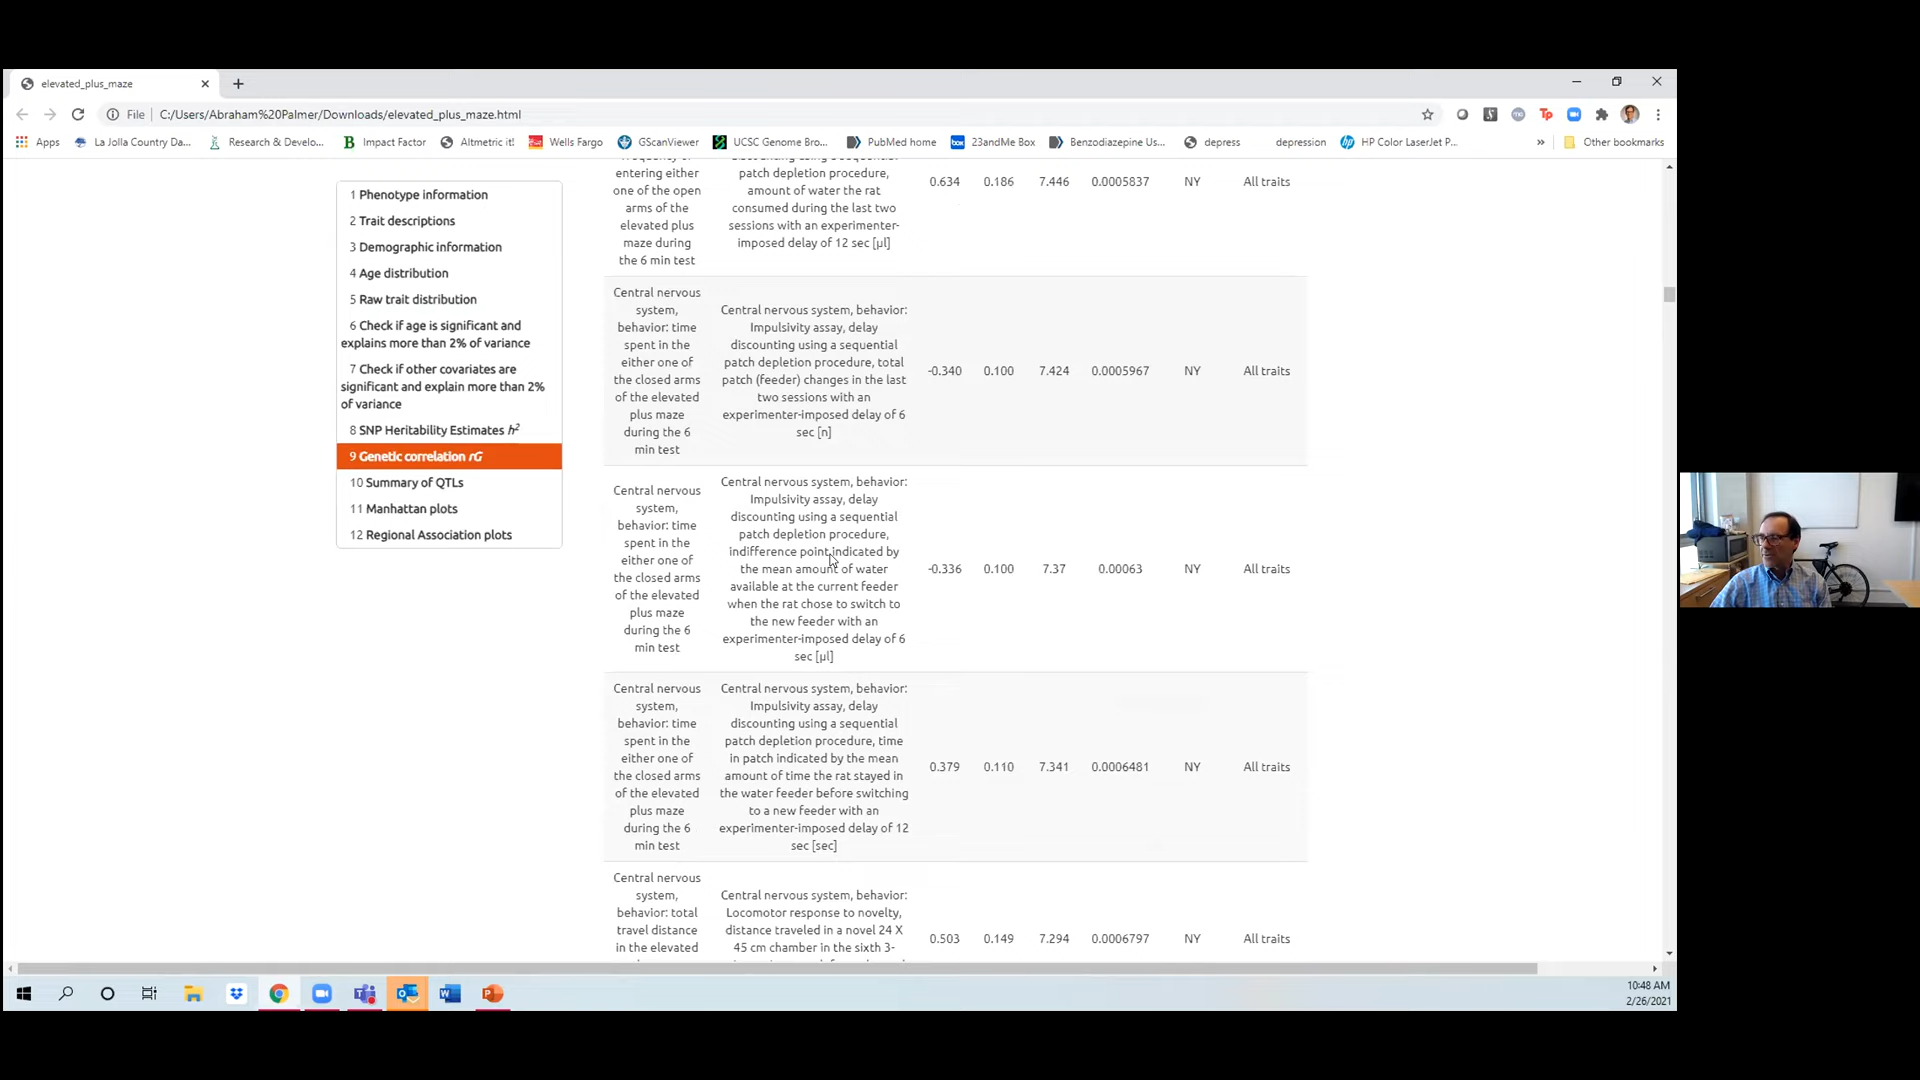 elevated_plus_maze
File C:/Users/Abraham%20Palmer/Downloads/elevated_plus_maze.html
Apps La Jolla Country Da... Research & Develo... Impact Factor Altmetric it! Wells Fargo GScanViewer UCSC Genome Bro... PubMed home 23andMe Box Benzodiazepine Us... depress depression HP Color LaserJet P... » Other bookmarks
1 Phenotype information
2 Trait descriptions
3 Demographic information
4 Age distribution
5 Raw trait distribution
6 Check if age is significant and
explains more than 2% of variance
7 Check if other covariates are
significant and explain more than 2%
of variance
8 SNP Heritability Estimates h²
9 Genetic correlation rG
10 Summary of QTLs
11 Manhattan plots
12 Regional Association plots
entering either
one of the open
arms of the
elevated plus
maze during
the 6 min test
patch depletion procedure,
amount of water the rat
consumed during the last two
sessions with an experimenter-
imposed delay of 12 sec [µl]
0.634 0.186 7.446 0.0005837 NY All traits
Central nervous
system,
behavior: time
spent in the
either one of
the closed arms
of the elevated
plus maze
during the 6
min test
Central nervous system, behavior:
Impulsivity assay, delay
discounting using a sequential
patch depletion procedure, total
patch (feeder) changes in the last
two sessions with an
experimenter-imposed delay of 6
sec [n]
-0.340 0.100 7.424 0.0005967 NY All traits
Central nervous
system,
behavior: time
spent in the
either one of
the closed arms
of the elevated
plus maze
during the 6
min test
Central nervous system, behavior:
Impulsivity assay, delay
discounting using a sequential
patch depletion procedure,
indifference point indicated by
the mean amount of water
available at the current feeder
when the rat chose to switch to
the new feeder with an
experimenter-imposed delay of 6
sec [µl]
-0.336 0.100 7.37 0.00063 NY All traits
Central nervous
system,
behavior: time
spent in the
either one of
the closed arms
of the elevated
plus maze
during the 6
min test
Central nervous system, behavior:
Impulsivity assay, delay
discounting using a sequential
patch depletion procedure, time
in patch indicated by the mean
amount of time the rat stayed in
the water feeder before switching
to a new feeder with an
experimenter-imposed delay of 12
sec [sec]
0.379 0.110 7.341 0.0006481 NY All traits
Central nervous
system,
behavior: total
travel distance
in the elevated
Central nervous system, behavior:
Locomotor response to novelty,
distance traveled in a novel 24 X
45 cm chamber in the sixth 3-
0.503 0.149 7.294 0.0006797 NY All traits
10:48 AM
2/26/2021